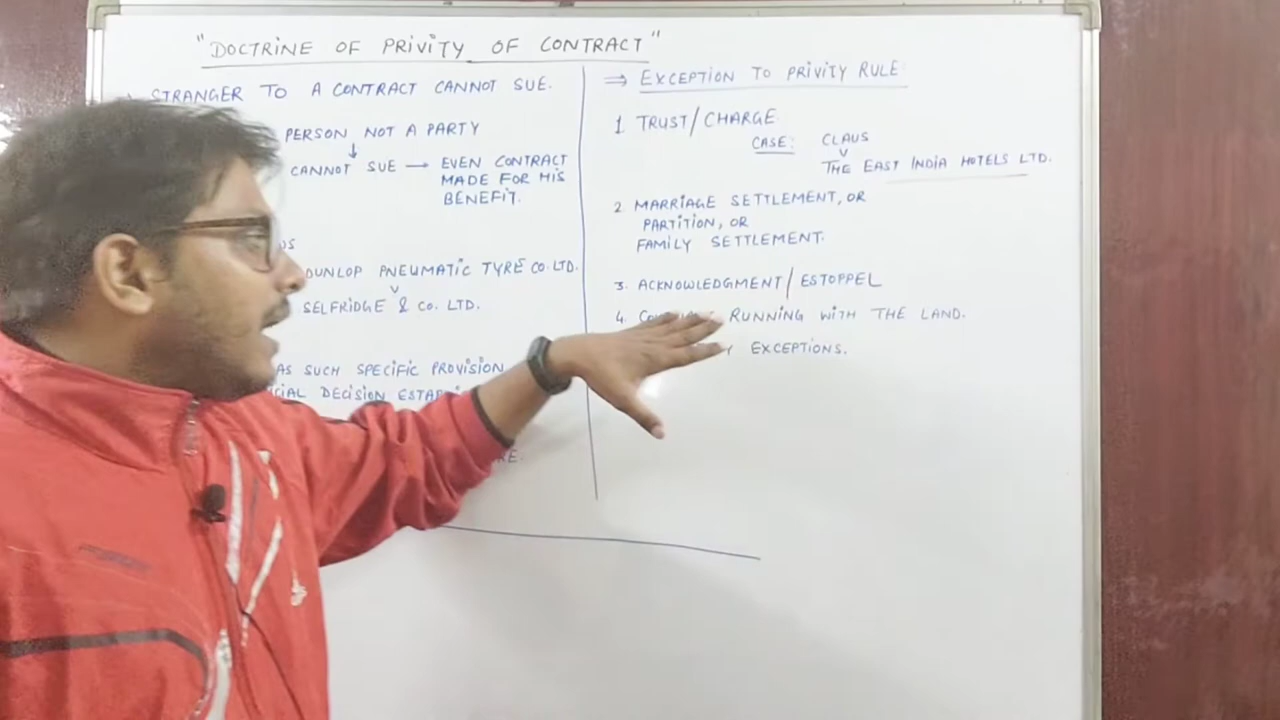 "DOCTRINE OF PRIVITY OF CONTRACT"
STRANGER TO A CONTRACT CANNOT SUE.
PERSON NOT A PARTY
↓
CANNOT SUE → EVEN CONTRACT
MADE FOR HIS
BENEFIT.
DUNLOP PNEUMATIC TYRE CO. LTD.
V
SELFRIDGE & CO. LTD.
AS SUCH SPECIFIC PROVISION
DECISION
⇒ EXCEPTION TO PRIVITY RULE
1. TRUST/CHARGE
CASE: CLAUS
V
THE EAST INDIA HOTELS LTD.
2. MARRIAGE SETTLEMENT, OR
PARTITION, OR
FAMILY SETTLEMENT.
3. ACKNOWLEDGMENT/ESTOPPEL
4. RUNNING WITH THE LAND.
EXCEPTIONS.